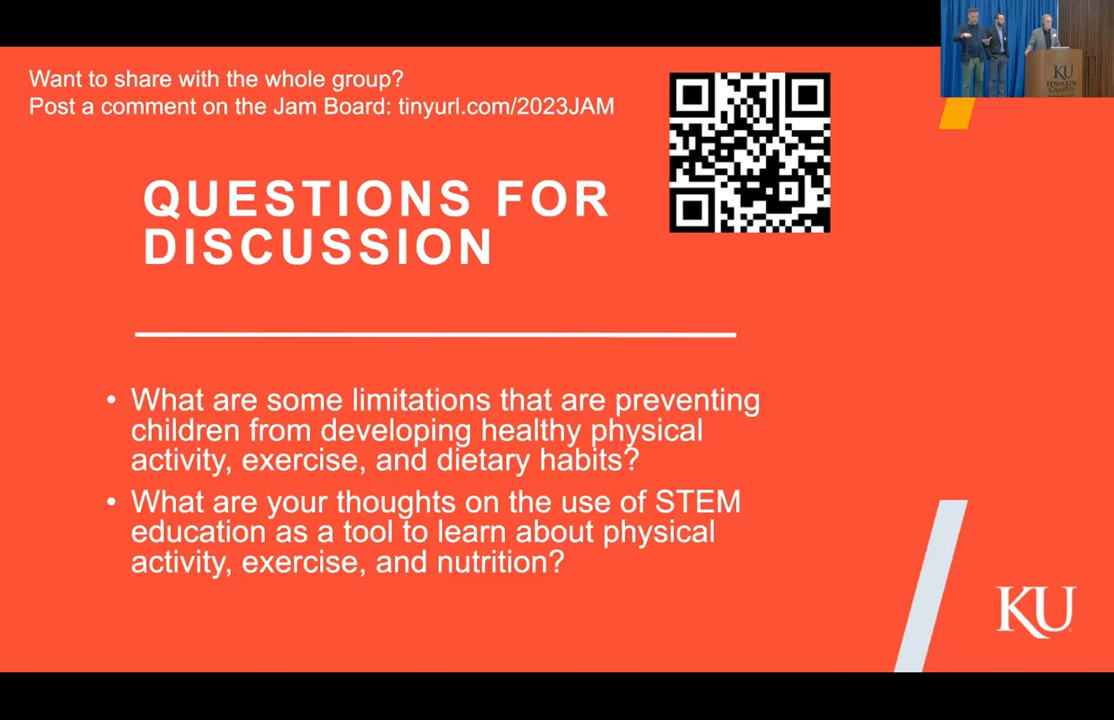 Want to share with the whole group?
Post a comment on the Jam Board: tinyurl.com/2023JAM
KU
EDWARDS
CAMPUS
QUESTIONS FOR
DISCUSSION
• What are some limitations that are preventing
children from developing healthy physical
activity, exercise, and dietary habits?
• What are your thoughts on the use of STEM
education as a tool to learn about physical
activity, exercise, and nutrition?
KU